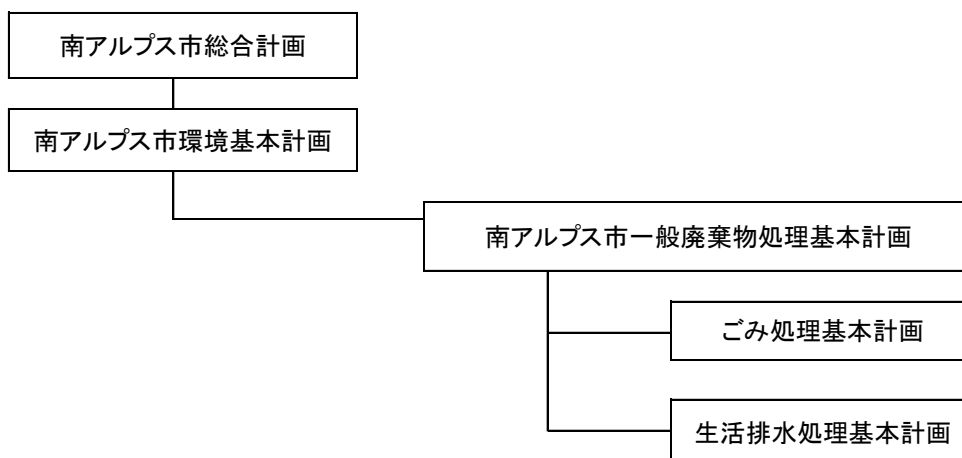 南アルプス市総合計画
南アルプス市環境基本計画
南アルプス市一般廃棄物処理基本計画
ごみ処理基本計画
生活排水処理基本計画